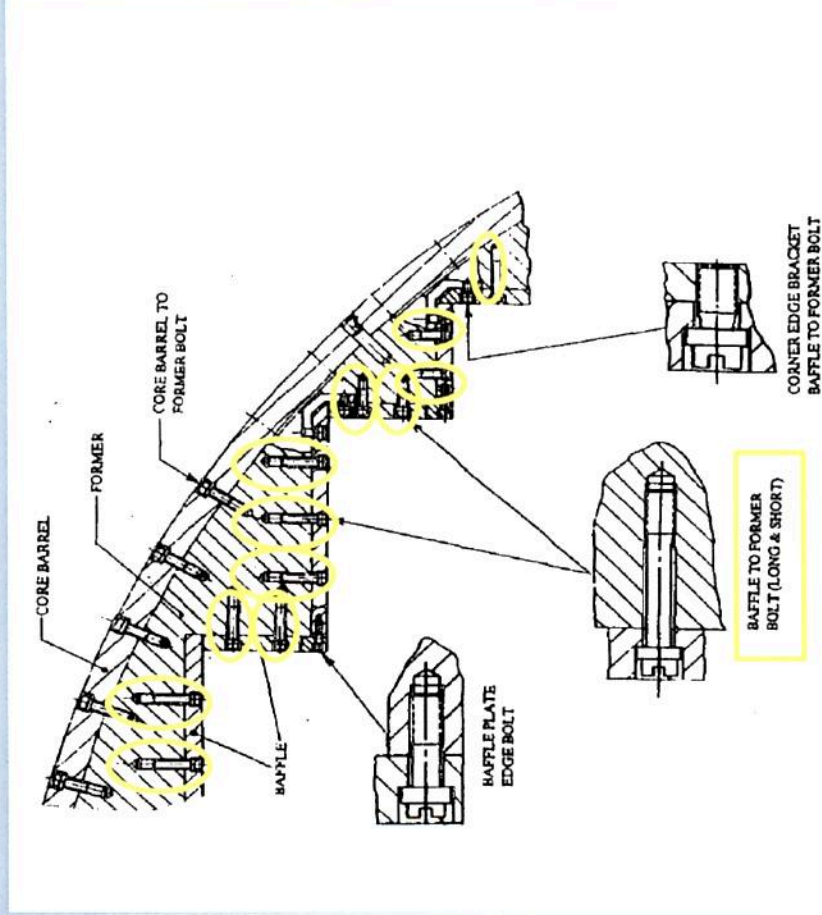 CORE BARREL
FORMER
CORE BARREL TO
FORMER BOLT
BAFFLE
BAFFLE PLATE
EDGE BOLT
BAFFLE TO FORMER
BOLT (LONG & SHORT)
CORNER EDGE BRACKET
BAFFLE TO FORMER BOLT